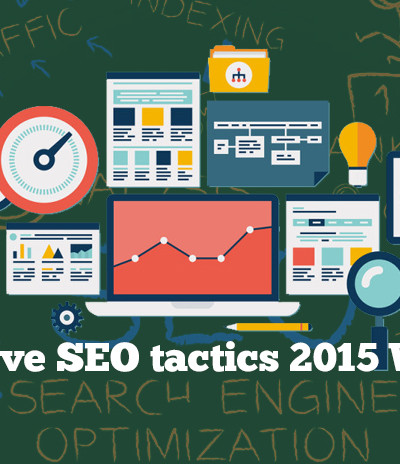 AFFIC
INDEXING
ve SEO tactics 2015 W
SEARCH ENGINE
OPTIMIZATION